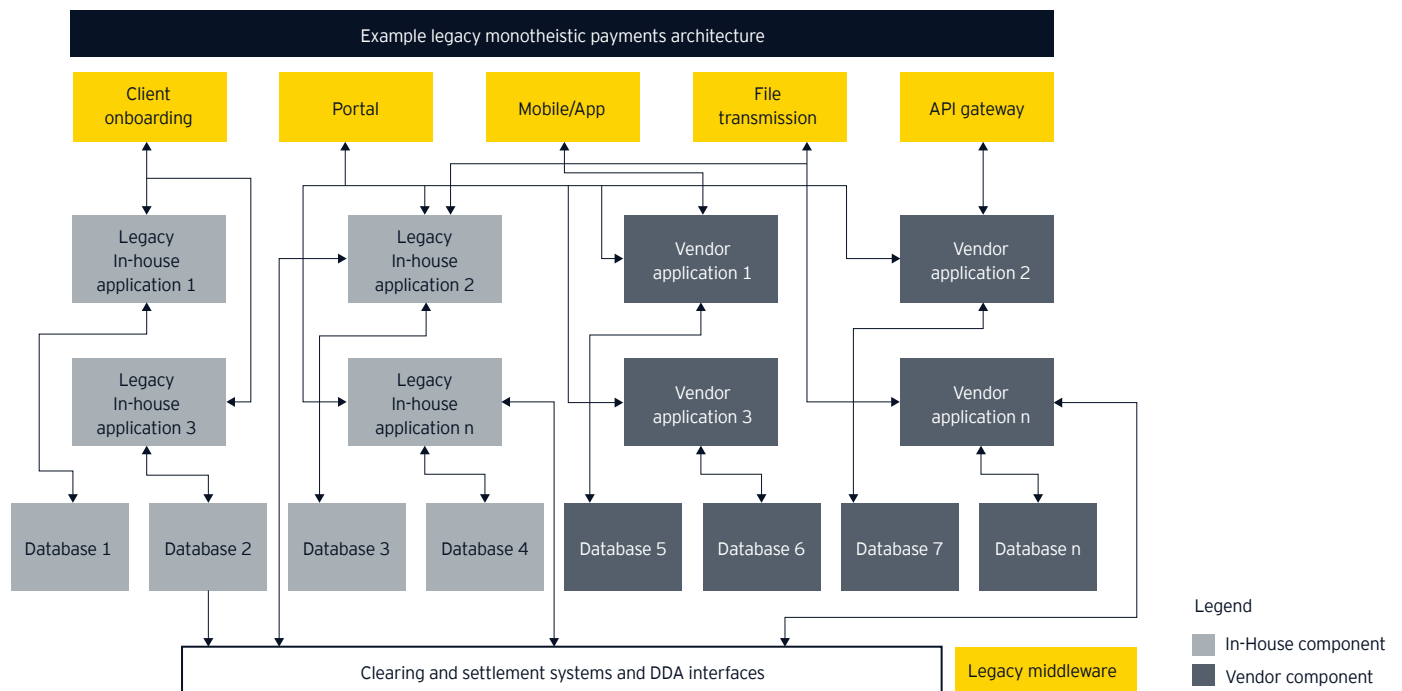 Example legacy monotheistic payments architecture
Client
onboarding
Portal
Mobile/App
File
transmission
API gateway
Legacy
In-house
application 1
Legacy
In-house
application 2
Vendor
application 1
Vendor
application 2
Legacy
In-house
application 3
Legacy
In-house
application n
Vendor
application 3
Vendor
application n
Database 1
Database 2
Database 3
Database 4
Database 5
Database 6
Database 7
Database n
Legend
In-House component
Vendor component
Clearing and settlement systems and DDA interfaces
Legacy middleware